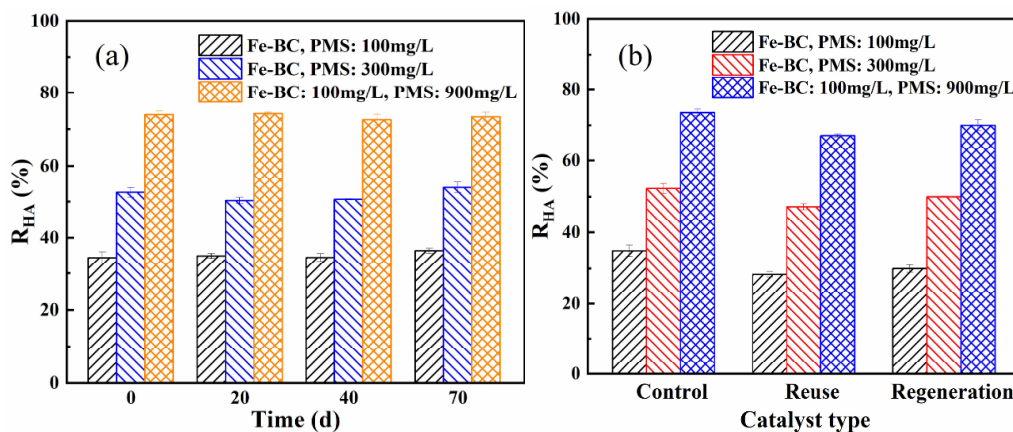 (a)
Fe-BC, PMS: 100mg/L
Fe-BC, PMS: 300mg/L
Fe-BC: 100mg/L, PMS: 900mg/L
R_HA (%)
100
80
60
40
20
0
0 20 40 70
Time (d)
(b)
Fe-BC, PMS: 100mg/L
Fe-BC, PMS: 300mg/L
Fe-BC: 100mg/L, PMS: 900mg/L
R_HA (%)
100
80
60
40
20
0
Control Reuse Regeneration
Catalyst type